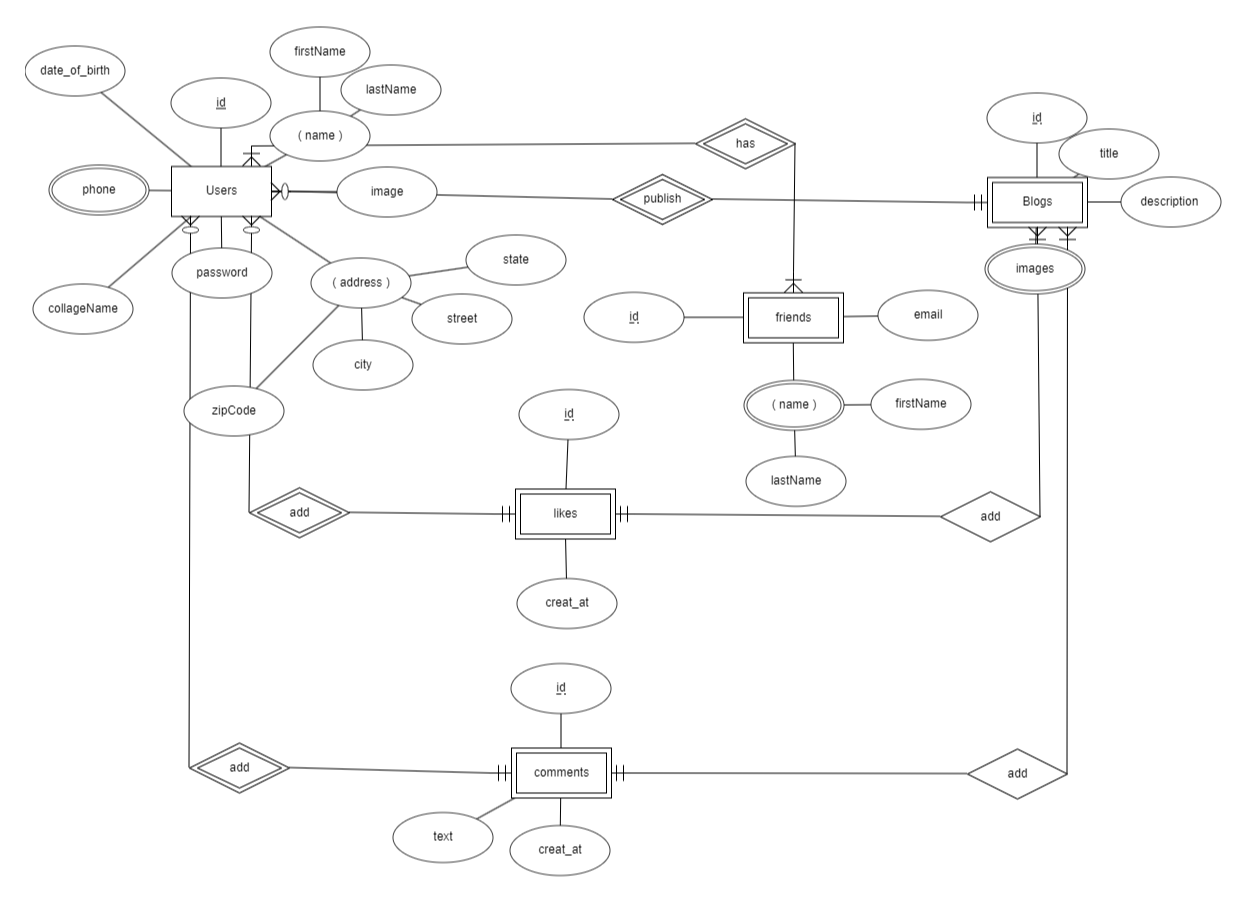 firstName
date_of_birth
lastName
id
id
( name )
has
title
phone
Users
image
publish
Blogs
description
password
state
images
( address )
collageName
street
id
friends
email
city
zipCode
( name )
firstName
id
lastName
add
likes
add
creat_at
id
add
comments
add
text
creat_at